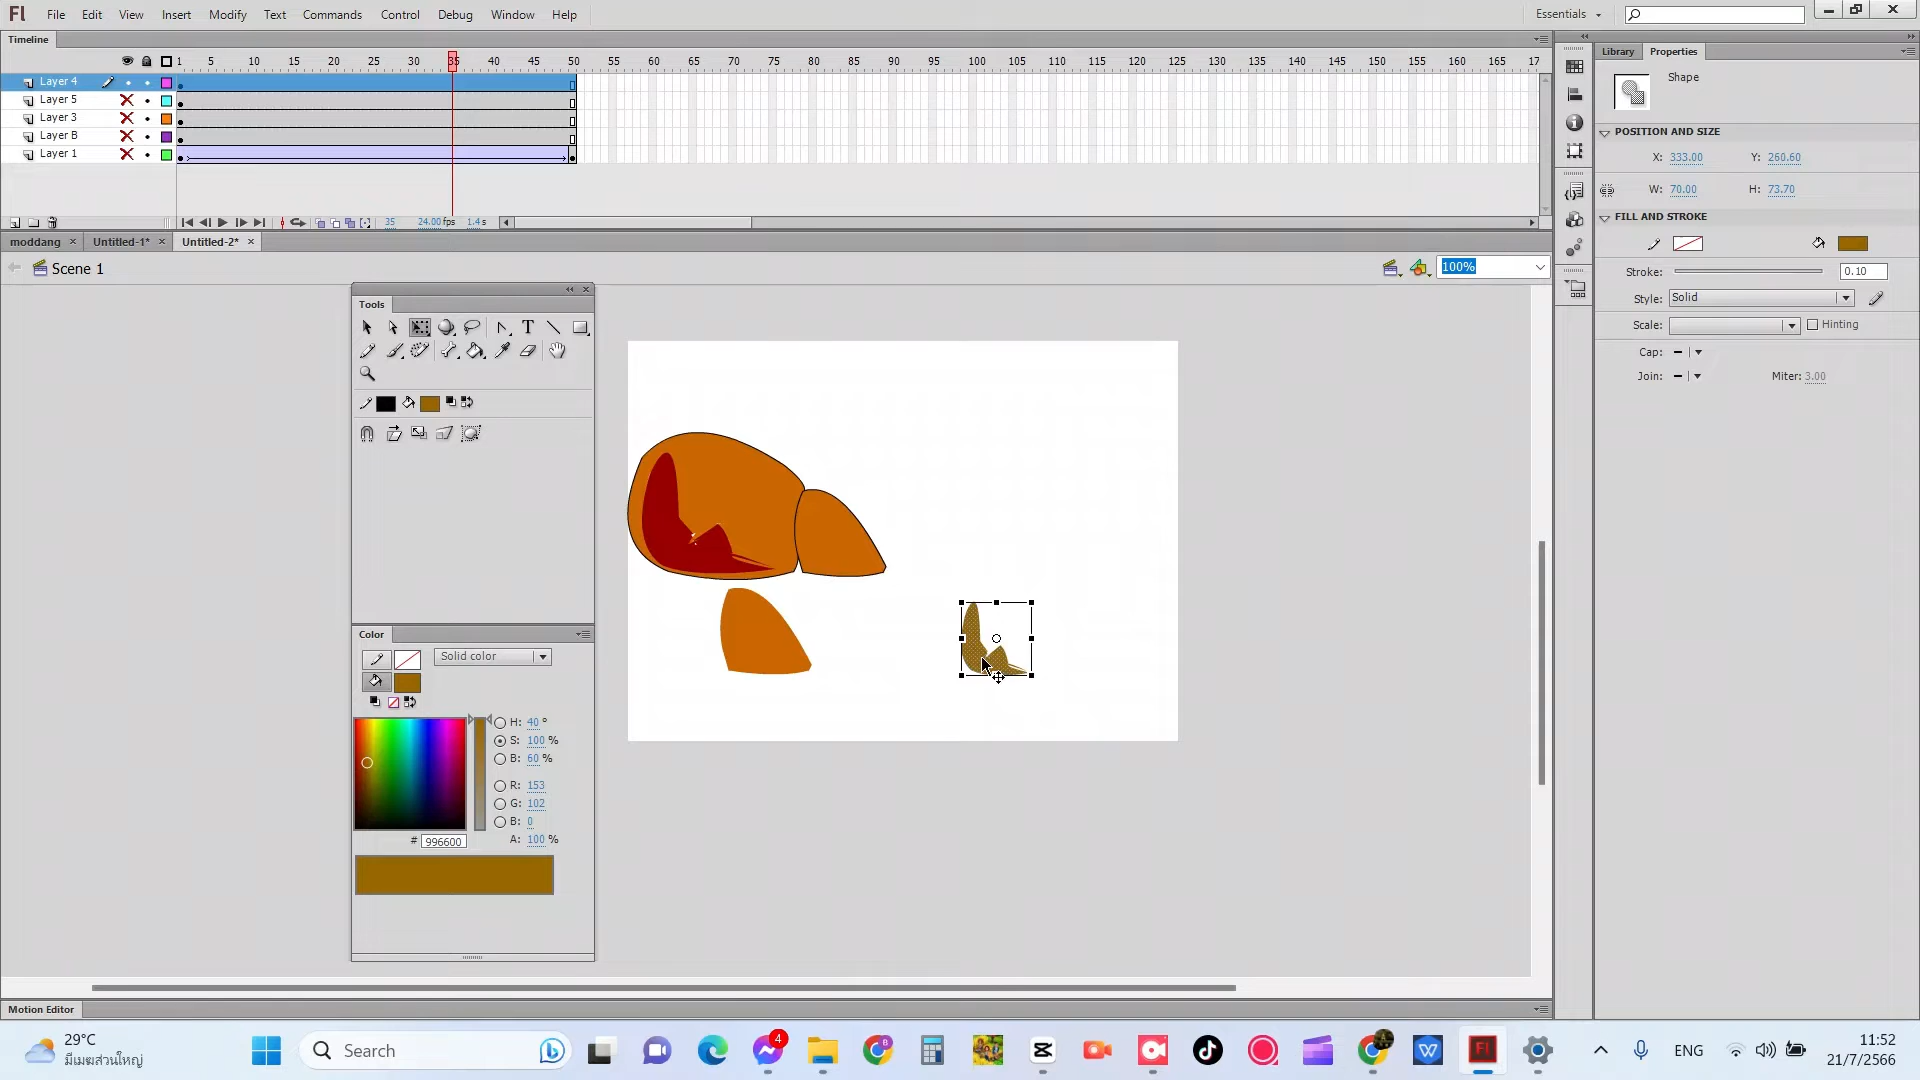 Fl File Edit View Insert Modify Text Commands Control Debug Window Help Essentials
Timeline
Library Properties
1 5 10 15 20 25 30 35 40 45 50 55 60 65 70 75 80 85 90 95 100 105 110 115 120 125 130 135 140 145 150 155 160 165 17
Layer 4
Layer 5
Layer 3
Layer B
Layer 1
35 24.00 fps 1.4 s
moddang Untitled-1* Untitled-2*
Scene 1
100%
Shape
POSITION AND SIZE
X: 333.00 Y: 260.60
W: 70.00 H: 73.70
FILL AND STROKE
Stroke: 0.10
Style: Solid
Scale: Hinting
Cap:
Join: Miter: 3.00
Tools
T
Color
Solid color
H: 40 °
S: 100 %
B: 60 %
R: 153
G: 102
B: 0
A: 100 %
# 996600
Motion Editor
29°C
มีเมฆส่วนใหญ่
Search
4
ENG
11:52
21/7/2566